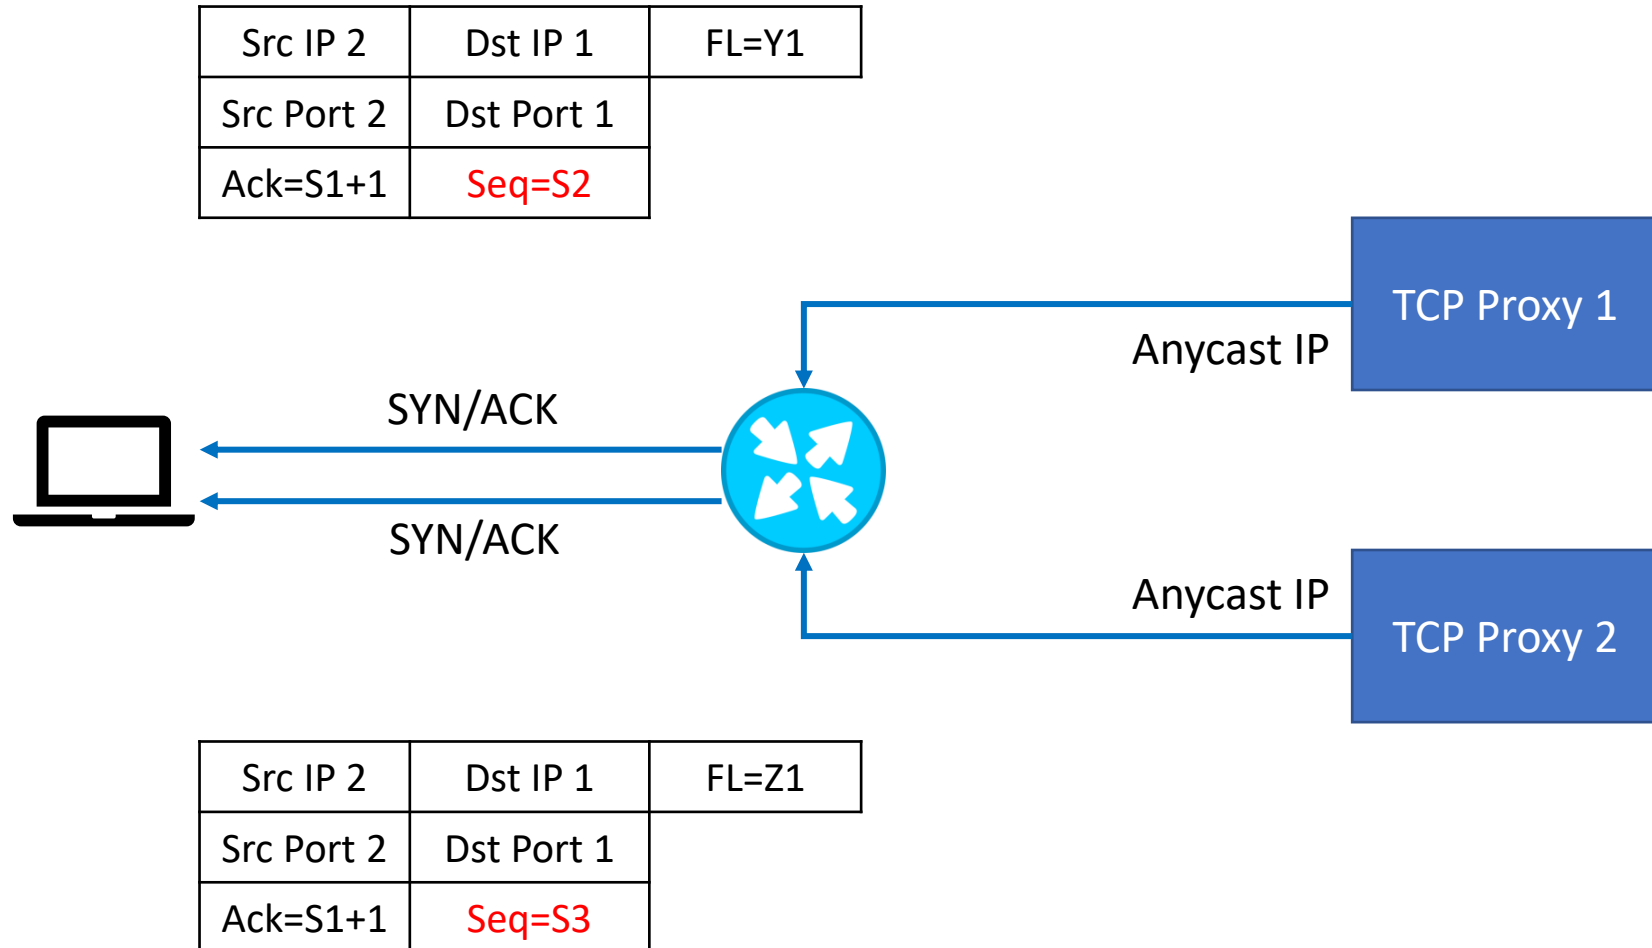 Src IP 2 Dst IP 1 FL=Y1
Src Port 2 Dst Port 1
Ack=S1+1 Seq=S2
TCP Proxy 1
Anycast IP
SYN/ACK
SYN/ACK
Anycast IP
TCP Proxy 2
Src IP 2 Dst IP 1 FL=Z1
Src Port 2 Dst Port 1
Ack=S1+1 Seq=S3